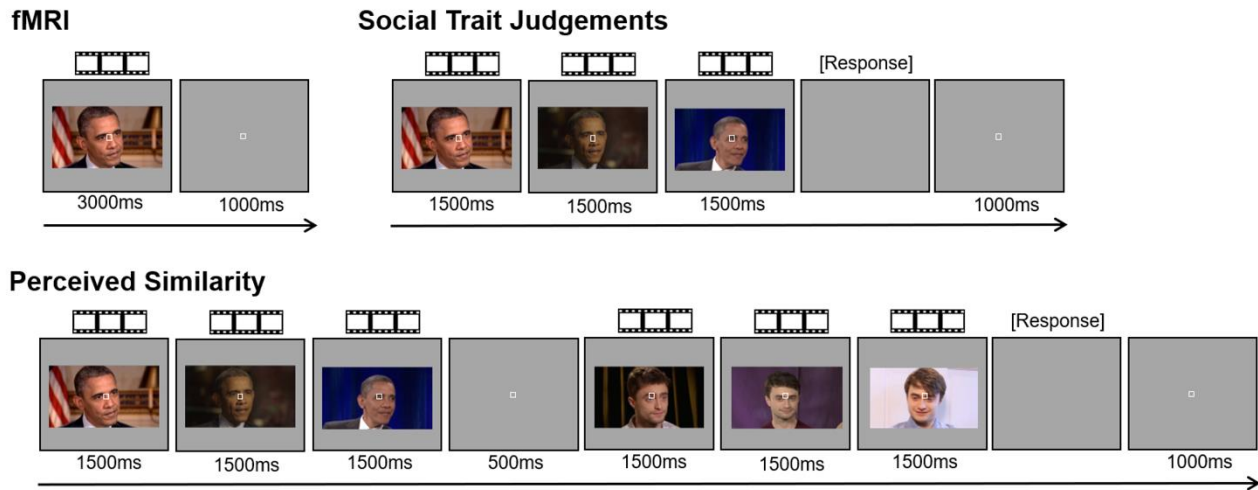 fMRI
Social Trait Judgements
[Response]
3000ms
1000ms
1500ms
1500ms
1500ms
1000ms
Perceived Similarity
[Response]
1500ms
1500ms
1500ms
500ms
1500ms
1500ms
1500ms
1000ms